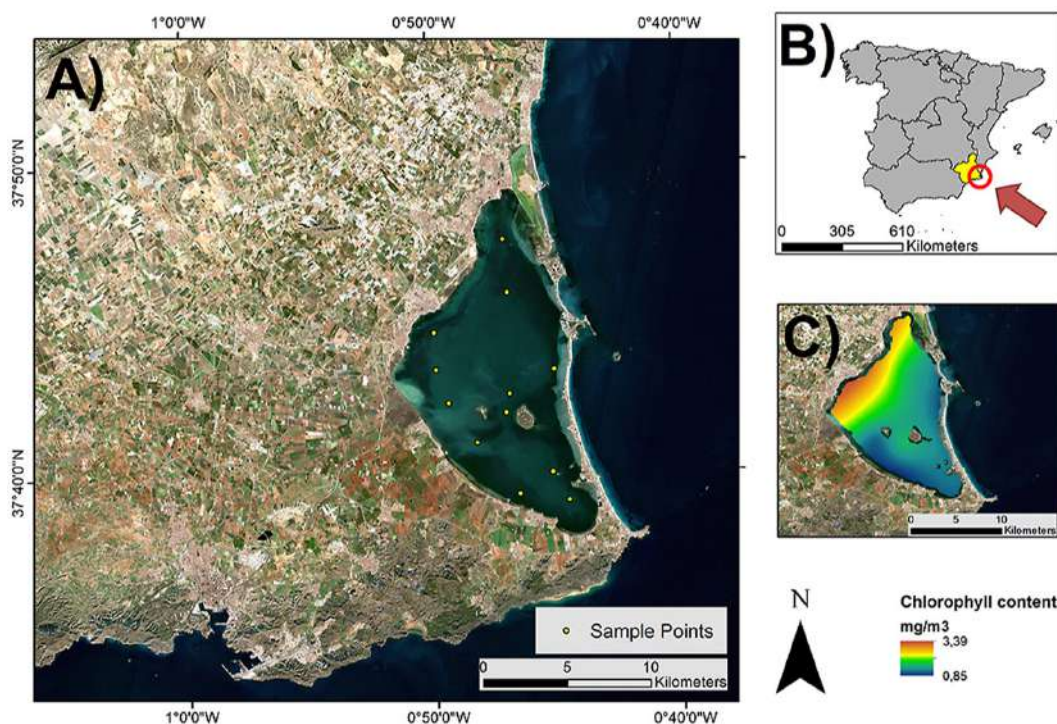 1°0'0"W 0°50'0"W 0°40'0"W
A)
37°50'0"N
37°40'0"N
Sample Points
0 5 10
Kilometers
1°0'0"W 0°50'0"W 0°40'0"W
B)
0 305 610
Kilometers
C)
0 5 10
Kilometers
N
Chlorophyll content
mg/m3
3,39
0,85